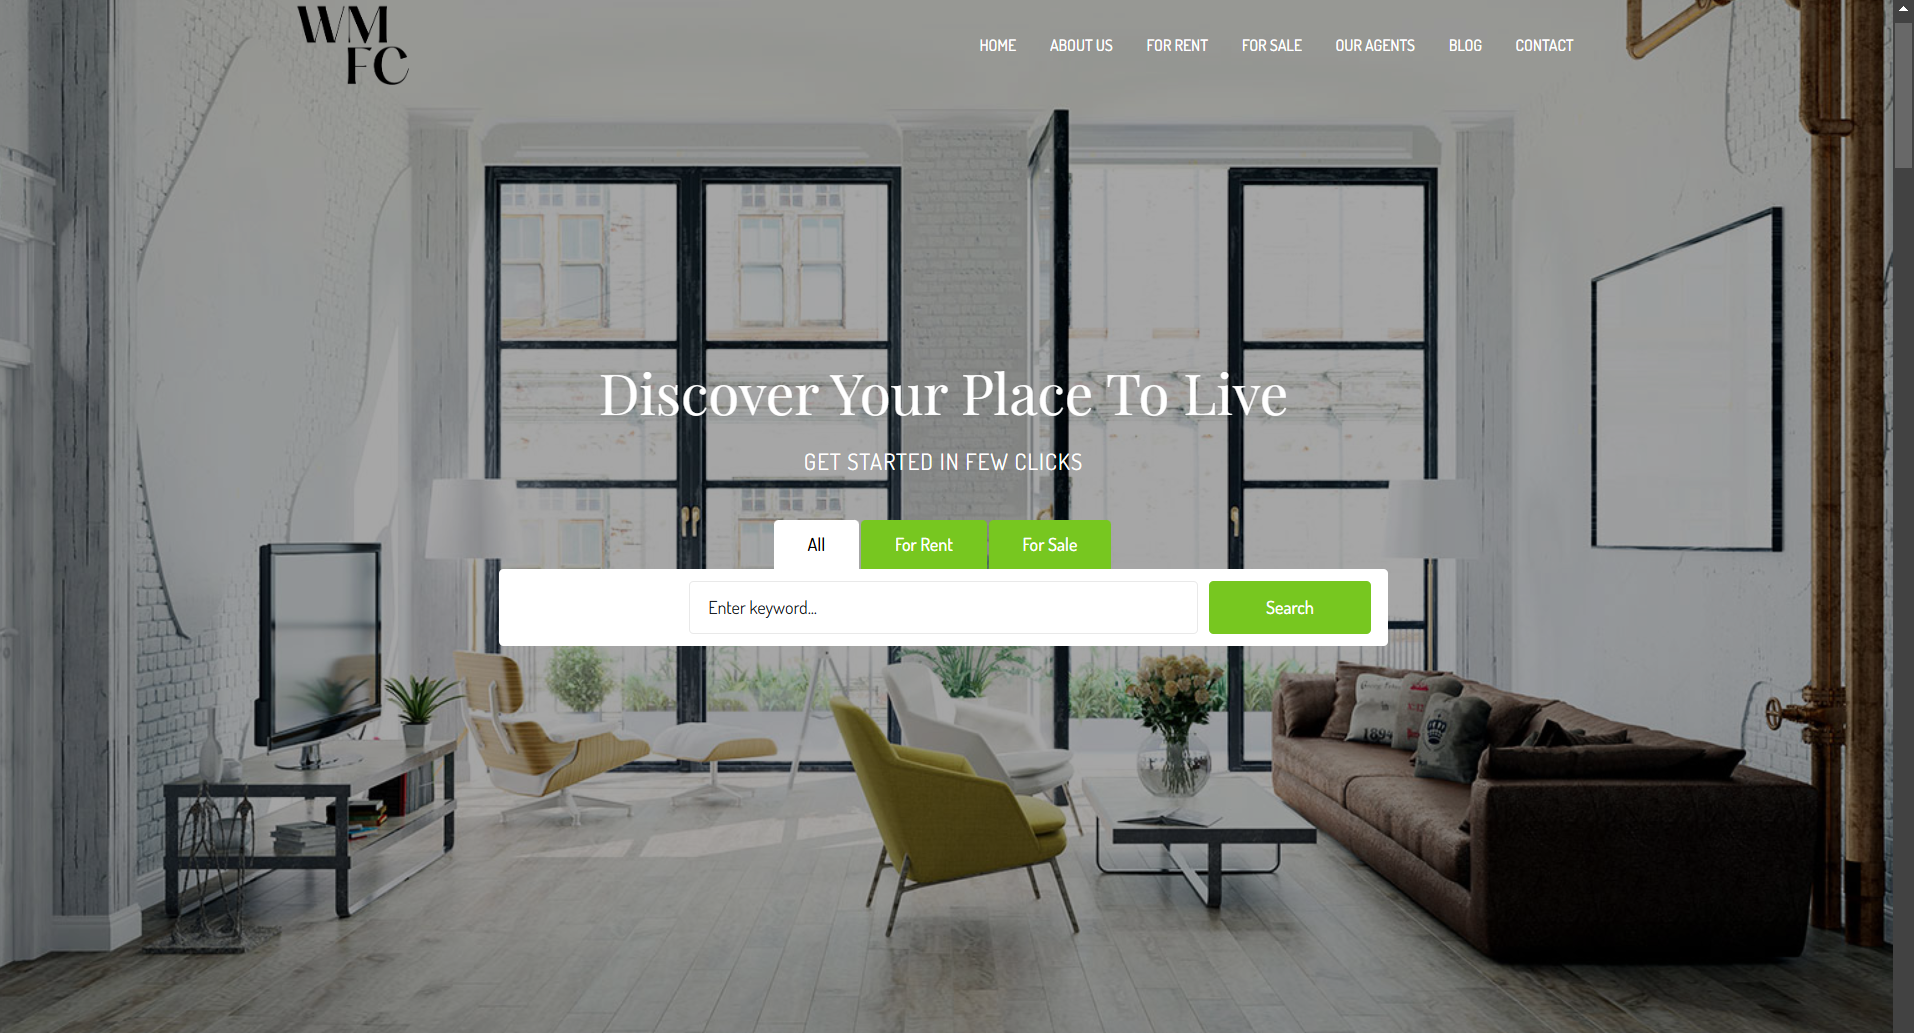 WM
FC
HOME ABOUT US FOR RENT FOR SALE OUR AGENTS BLOG CONTACT
Discover Your Place To Live
GET STARTED IN FEW CLICKS
All For Rent For Sale
Enter keyword... Search
1894